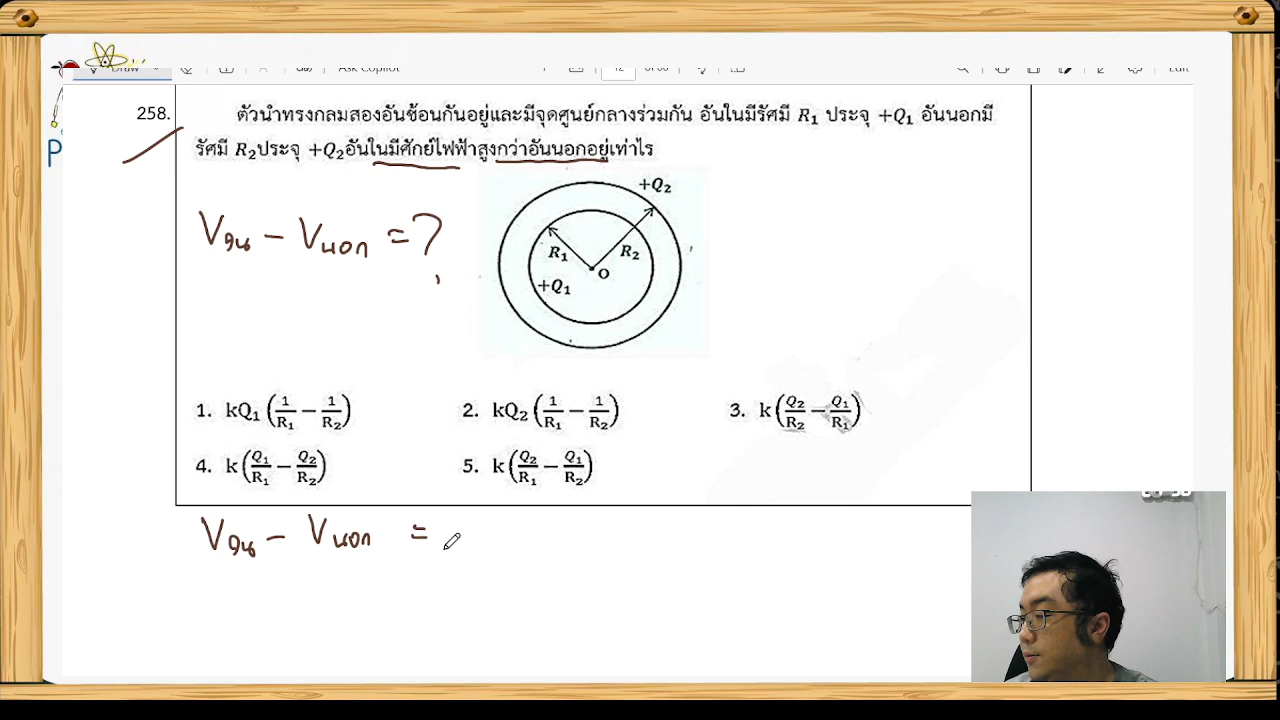 Ask Copilot
Edit
P
258. ตัวนำทรงกลมสองอันซ้อนกันอยู่และมีจุดศูนย์กลางร่วมกัน อันในมีรัศมี R₁ ประจุ +Q₁ อันนอกมี
รัศมี R₂ประจุ +Q₂อันในมีศักย์ไฟฟ้าสูงกว่าอันนอกอยู่เท่าไร
+Q₂
Vใน - Vนอก = ?
R₁ R₂
O
+Q₁
1. kQ₁(1/R₁ − 1/R₂) 2. kQ₂(1/R₁ − 1/R₂) 3. k(Q₂/R₂ − Q₁/R₁)
4. k(Q₁/R₁ − Q₂/R₂) 5. k(Q₂/R₁ − Q₁/R₂)
Vใน - Vนอก =